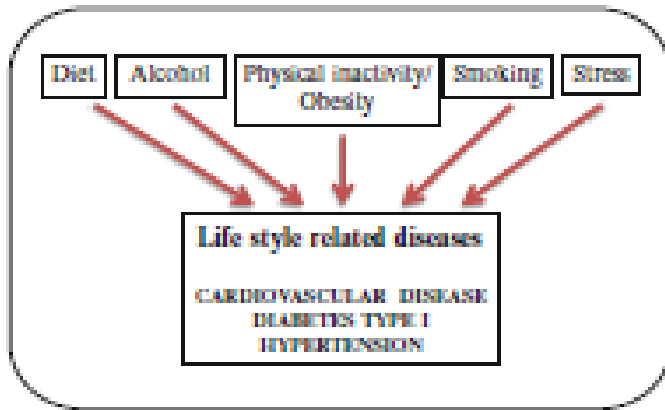 Diet
Alcohol
Physical inactivity/
Obesity
Smoking
Stress
Life style related diseases
CARDIOVASCULAR DISEASE
DIABETES TYPE I
HYPERTENSION